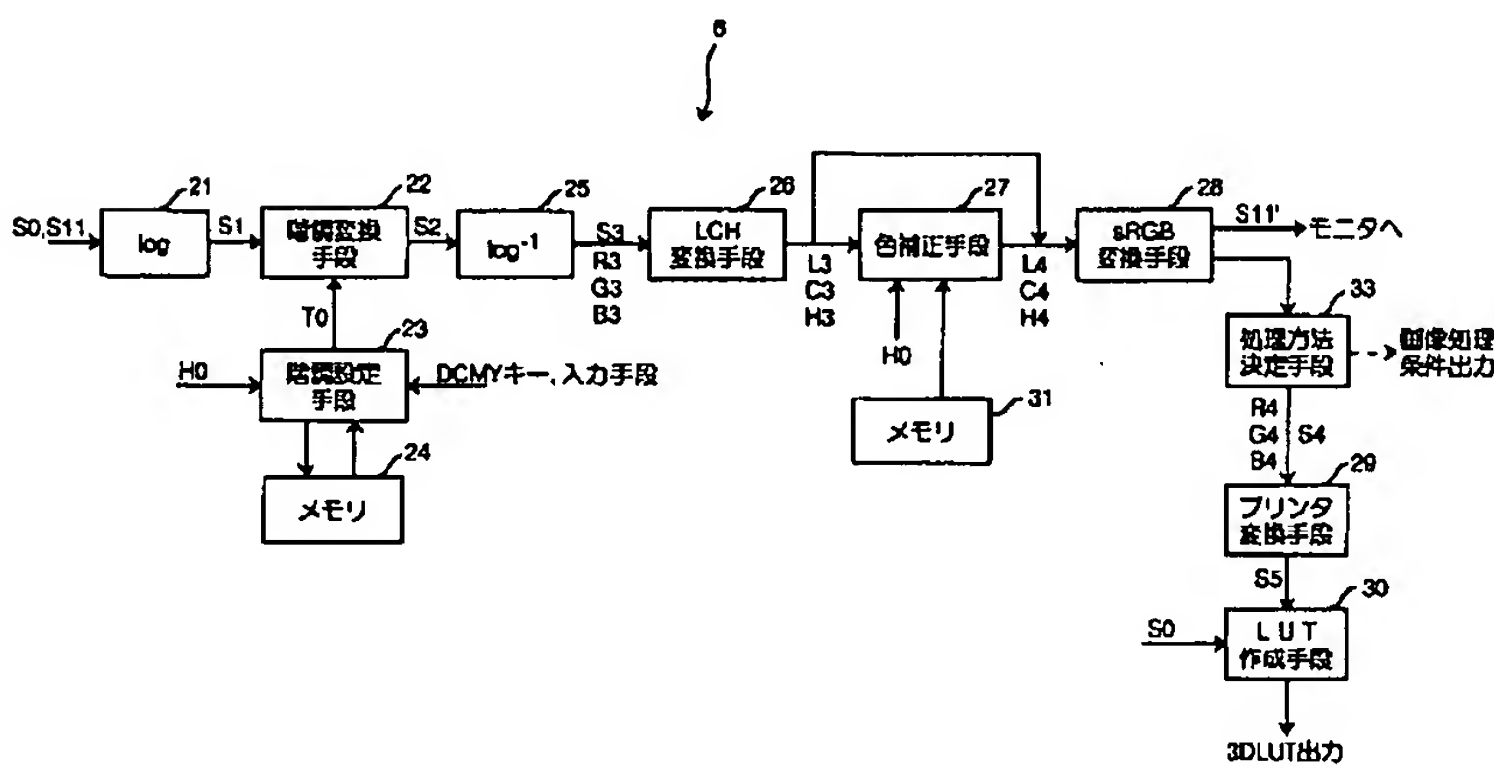 6
21
22
25
26
27
28
S0,S11
log
S1
階調変換
手段
S2
log-1
S3
R3
G3
B3
LCH
変換手段
L3
C3
H3
色補正手段
L4
C4
H4
sRGB
変換手段
S11'
モニタへ
T0
23
H0
階調設定
手段
DCMYキー,入力手段
24
メモリ
H0
31
メモリ
33
処理方法
決定手段
画像処理
条件出力
R4
G4
B4
S4
29
プリンタ
変換手段
S5
30
S0
LUT
作成手段
3DLUT出力